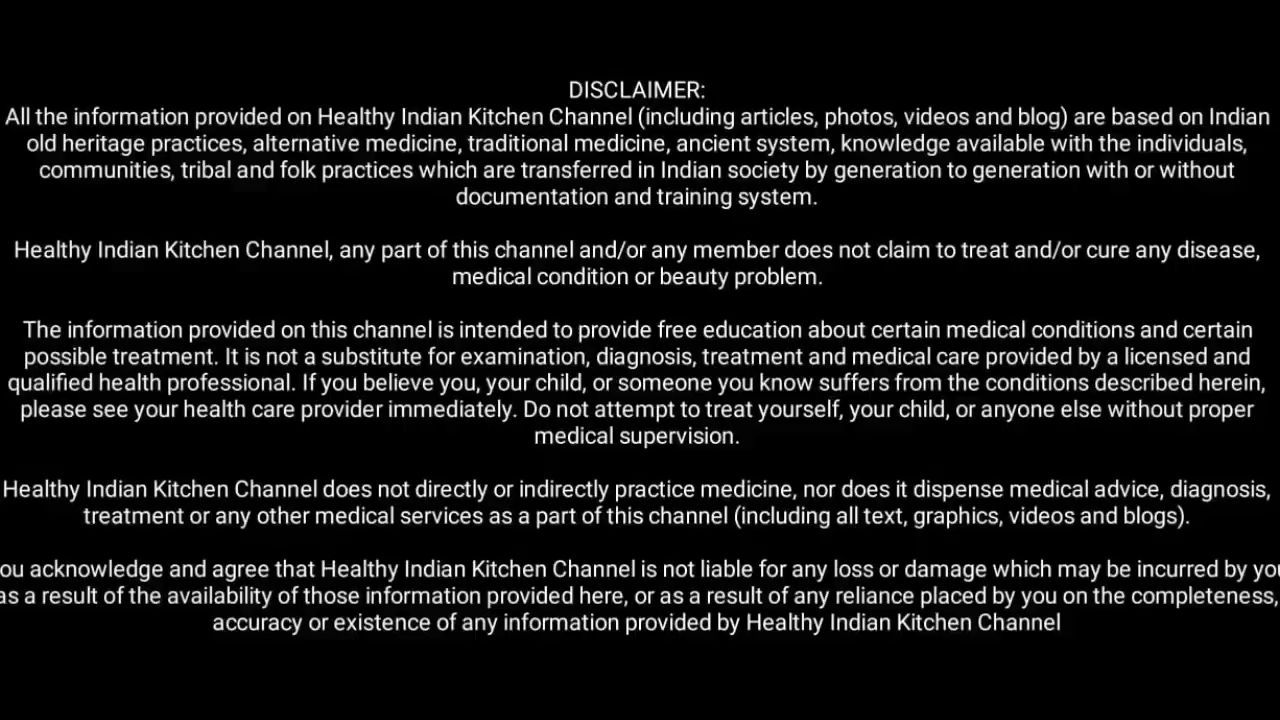 DISCLAIMER:
All the information provided on Healthy Indian Kitchen Channel (including articles, photos, videos and blog) are based on Indian
old heritage practices, alternative medicine, traditional medicine, ancient system, knowledge available with the individuals,
communities, tribal and folk practices which are transferred in Indian society by generation to generation with or without
documentation and training system.
Healthy Indian Kitchen Channel, any part of this channel and/or any member does not claim to treat and/or cure any disease,
medical condition or beauty problem.
The information provided on this channel is intended to provide free education about certain medical conditions and certain
possible treatment. It is not a substitute for examination, diagnosis, treatment and medical care provided by a licensed and
qualified health professional. If you believe you, your child, or someone you know suffers from the conditions described herein,
please see your health care provider immediately. Do not attempt to treat yourself, your child, or anyone else without proper
medical supervision.
Healthy Indian Kitchen Channel does not directly or indirectly practice medicine, nor does it dispense medical advice, diagnosis,
treatment or any other medical services as a part of this channel (including all text, graphics, videos and blogs).
ou acknowledge and agree that Healthy Indian Kitchen Channel is not liable for any loss or damage which may be incurred by you
as a result of the availability of those information provided here, or as a result of any reliance placed by you on the completeness,
accuracy or existence of any information provided by Healthy Indian Kitchen Channel